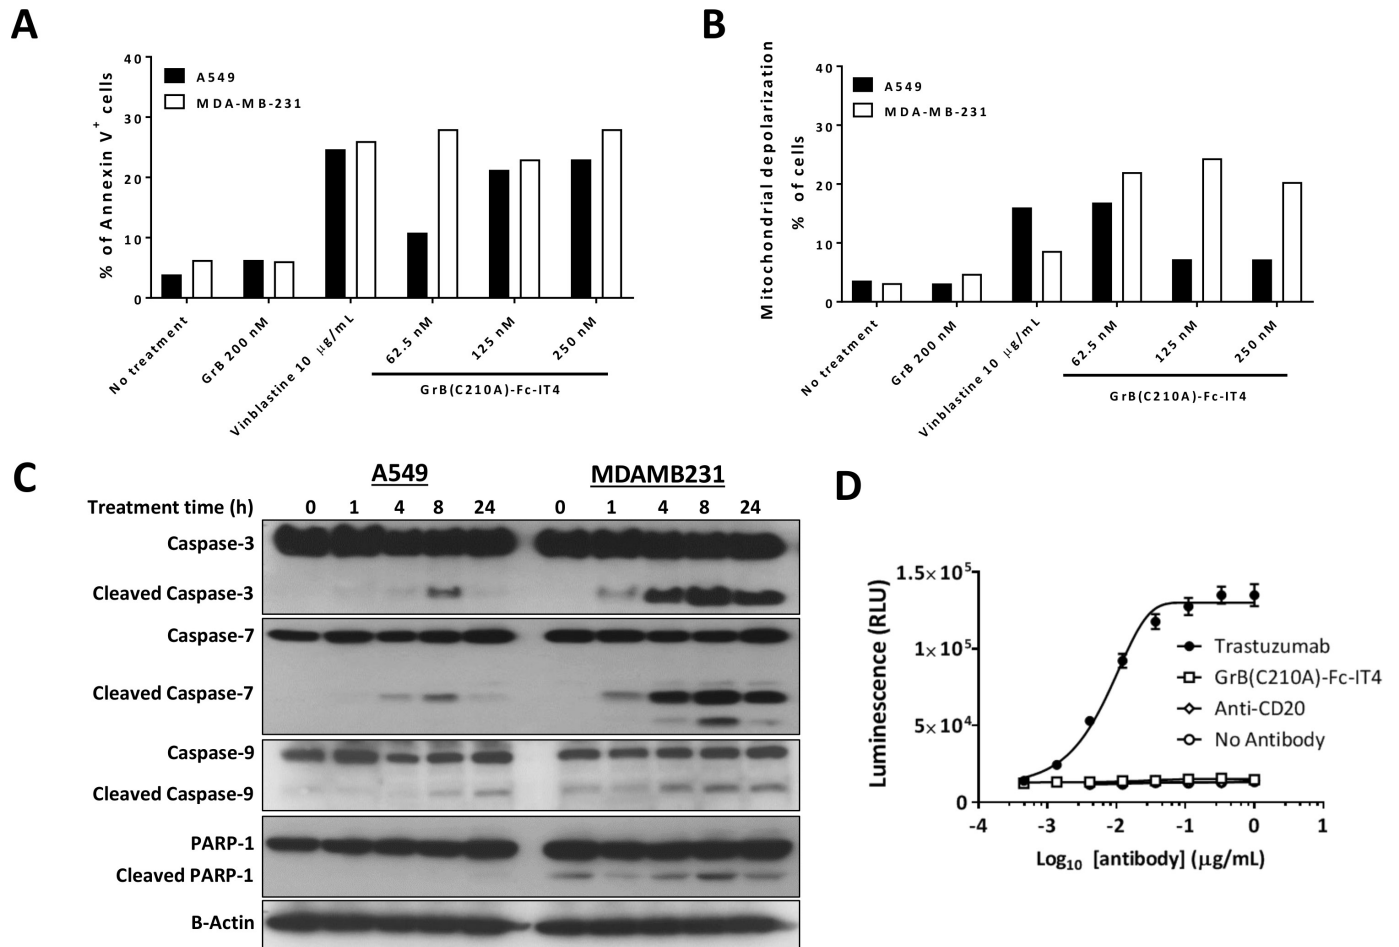 A
% of Annexin V+ cells
40
30
20
10
0
A549
MDA-MB-231
No treatment
GrB 200 nM
Vinblastine 10 µg/mL
62.5 nM
125 nM
250 nM
GrB(C210A)-Fc-IT4
B
Mitochondrial depolarization
% of cells
40
30
20
10
0
A549
MDA-MB-231
No treatment
GrB 200 nM
Vinblastine 10 µg/mL
62.5 nM
125 nM
250 nM
GrB(C210A)-Fc-IT4
C
A549 MDAMB231
Treatment time (h) 0 1 4 8 24 0 1 4 8 24
Caspase-3
Cleaved Caspase-3
Caspase-7
Cleaved Caspase-7
Caspase-9
Cleaved Caspase-9
PARP-1
Cleaved PARP-1
B-Actin
D
Luminescence (RLU)
1.5×10⁵
1×10⁵
5×10⁴
0
-4 -3 -2 -1 0 1
Log₁₀ [antibody] (µg/mL)
Trastuzumab
GrB(C210A)-Fc-IT4
Anti-CD20
No Antibody